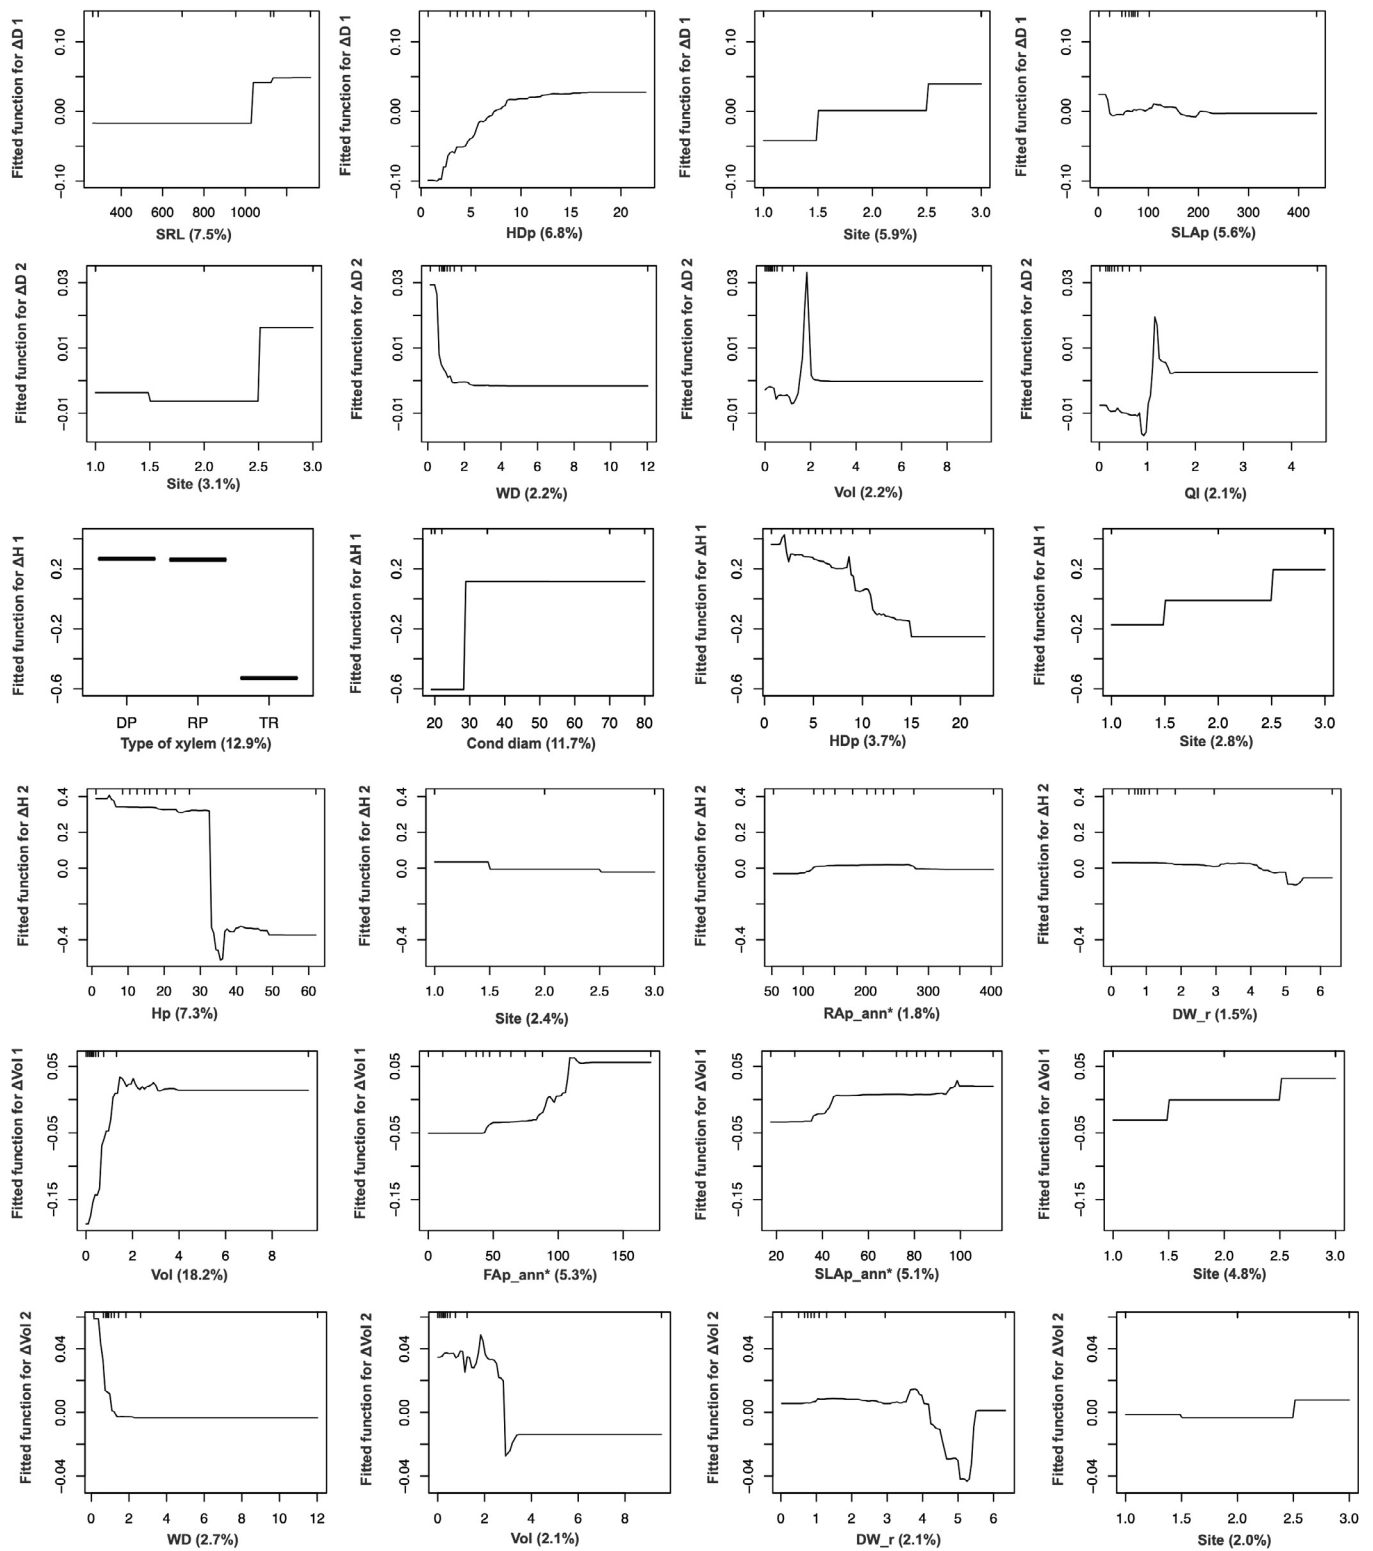 Fitted function for ΔD 1
0.10
0.00
−0.10
400 600 800 1000
SRL (7.5%)
Fitted function for ΔD 1
0.10
0.00
−0.10
0 5 10 15 20
HDp (6.8%)
Fitted function for ΔD 1
0.10
0.00
−0.10
1.0 1.5 2.0 2.5 3.0
Site (5.9%)
Fitted function for ΔD 1
0.10
0.00
−0.10
0 100 200 300 400
SLAp (5.6%)
Fitted function for ΔD 2
0.03
0.01
−0.01
1.0 1.5 2.0 2.5 3.0
Site (3.1%)
Fitted function for ΔD 2
0.03
0.01
−0.01
0 2 4 6 8 10 12
WD (2.2%)
Fitted function for ΔD 2
0.03
0.01
−0.01
0 2 4 6 8
Vol (2.2%)
Fitted function for ΔD 2
0.03
0.01
−0.01
0 1 2 3 4
QI (2.1%)
Fitted function for ΔH 1
0.2
−0.2
−0.6
DP RP TR
Type of xylem (12.9%)
Fitted function for ΔH 1
0.2
−0.2
−0.6
20 30 40 50 60 70 80
Cond diam (11.7%)
Fitted function for ΔH 1
0.2
−0.2
−0.6
0 5 10 15 20
HDp (3.7%)
Fitted function for ΔH 1
0.2
−0.2
−0.6
1.0 1.5 2.0 2.5 3.0
Site (2.8%)
Fitted function for ΔH 2
0.4
0.2
0.0
−0.4
0 10 20 30 40 50 60
Hp (7.3%)
Fitted function for ΔH 2
0.4
0.2
0.0
−0.4
1.0 1.5 2.0 2.5 3.0
Site (2.4%)
Fitted function for ΔH 2
0.4
0.2
0.0
−0.4
50 100 200 300 400
RAp_ann* (1.8%)
Fitted function for ΔH 2
0.4
0.2
0.0
−0.4
0 1 2 3 4 5 6
DW_r (1.5%)
Fitted function for ΔVol 1
0.05
−0.05
−0.15
0 2 4 6 8
Vol (18.2%)
Fitted function for ΔVol 1
0.05
−0.05
−0.15
0 50 100 150
FAp_ann* (5.3%)
Fitted function for ΔVol 1
0.05
−0.05
−0.15
20 40 60 80 100
SLAp_ann* (5.1%)
Fitted function for ΔVol 1
0.05
−0.05
−0.15
1.0 1.5 2.0 2.5 3.0
Site (4.8%)
Fitted function for ΔVol 2
0.04
0.00
−0.04
0 2 4 6 8 10 12
WD (2.7%)
Fitted function for ΔVol 2
0.04
0.00
−0.04
0 2 4 6 8
Vol (2.1%)
Fitted function for ΔVol 2
0.04
0.00
−0.04
0 1 2 3 4 5 6
DW_r (2.1%)
Fitted function for ΔVol 2
0.04
0.00
−0.04
1.0 1.5 2.0 2.5 3.0
Site (2.0%)